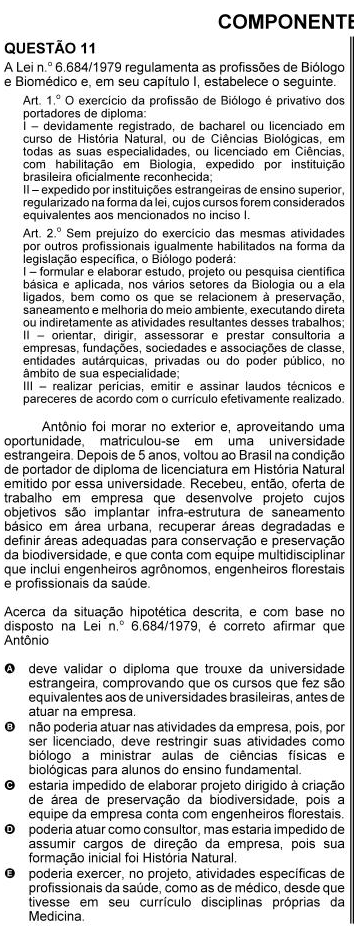 COMPONENTE
QUESTÃO 11
A Lei n.º 6.684/1979 regulamenta as profissões de Biólogo
e Biomédico e, em seu capítulo I, estabelece o seguinte.
Art. 1.º O exercício da profissão de Biólogo é privativo dos
portadores de diploma:
I – devidamente registrado, de bacharel ou licenciado em
curso de História Natural, ou de Ciências Biológicas, em
todas as suas especialidades, ou licenciado em Ciências,
com habilitação em Biologia, expedido por instituição
brasileira oficialmente reconhecida;
II – expedido por instituições estrangeiras de ensino superior,
regularizado na forma da lei, cujos cursos forem considerados
equivalentes aos mencionados no inciso I.
Art. 2.º Sem prejuízo do exercício das mesmas atividades
por outros profissionais igualmente habilitados na forma da
legislação específica, o Biólogo poderá:
I – formular e elaborar estudo, projeto ou pesquisa científica
básica e aplicada, nos vários setores da Biologia ou a ela
ligados, bem como os que se relacionem à preservação,
saneamento e melhoria do meio ambiente, executando direta
ou indiretamente as atividades resultantes desses trabalhos;
II – orientar, dirigir, assessorar e prestar consultoria a
empresas, fundações, sociedades e associações de classe,
entidades autárquicas, privadas ou do poder público, no
âmbito de sua especialidade;
III – realizar perícias, emitir e assinar laudos técnicos e
pareceres de acordo com o currículo efetivamente realizado.
Antônio foi morar no exterior e, aproveitando uma
oportunidade, matriculou-se em uma universidade
estrangeira. Depois de 5 anos, voltou ao Brasil na condição
de portador de diploma de licenciatura em História Natural
emitido por essa universidade. Recebeu, então, oferta de
trabalho em empresa que desenvolve projeto cujos
objetivos são implantar infra-estrutura de saneamento
básico em área urbana, recuperar áreas degradadas e
definir áreas adequadas para conservação e preservação
da biodiversidade, e que conta com equipe multidisciplinar
que inclui engenheiros agrônomos, engenheiros florestais
e profissionais da saúde.
Acerca da situação hipotética descrita, e com base no
disposto na Lei n.º 6.684/1979, é correto afirmar que
Antônio
A deve validar o diploma que trouxe da universidade
estrangeira, comprovando que os cursos que fez são
equivalentes aos de universidades brasileiras, antes de
atuar na empresa.
B não poderia atuar nas atividades da empresa, pois, por
ser licenciado, deve restringir suas atividades como
biólogo a ministrar aulas de ciências físicas e
biológicas para alunos do ensino fundamental.
C estaria impedido de elaborar projeto dirigido à criação
de área de preservação da biodiversidade, pois a
equipe da empresa conta com engenheiros florestais.
D poderia atuar como consultor, mas estaria impedido de
assumir cargos de direção da empresa, pois sua
formação inicial foi História Natural.
E poderia exercer, no projeto, atividades específicas de
profissionais da saúde, como as de médico, desde que
tivesse em seu currículo disciplinas próprias da
Medicina.